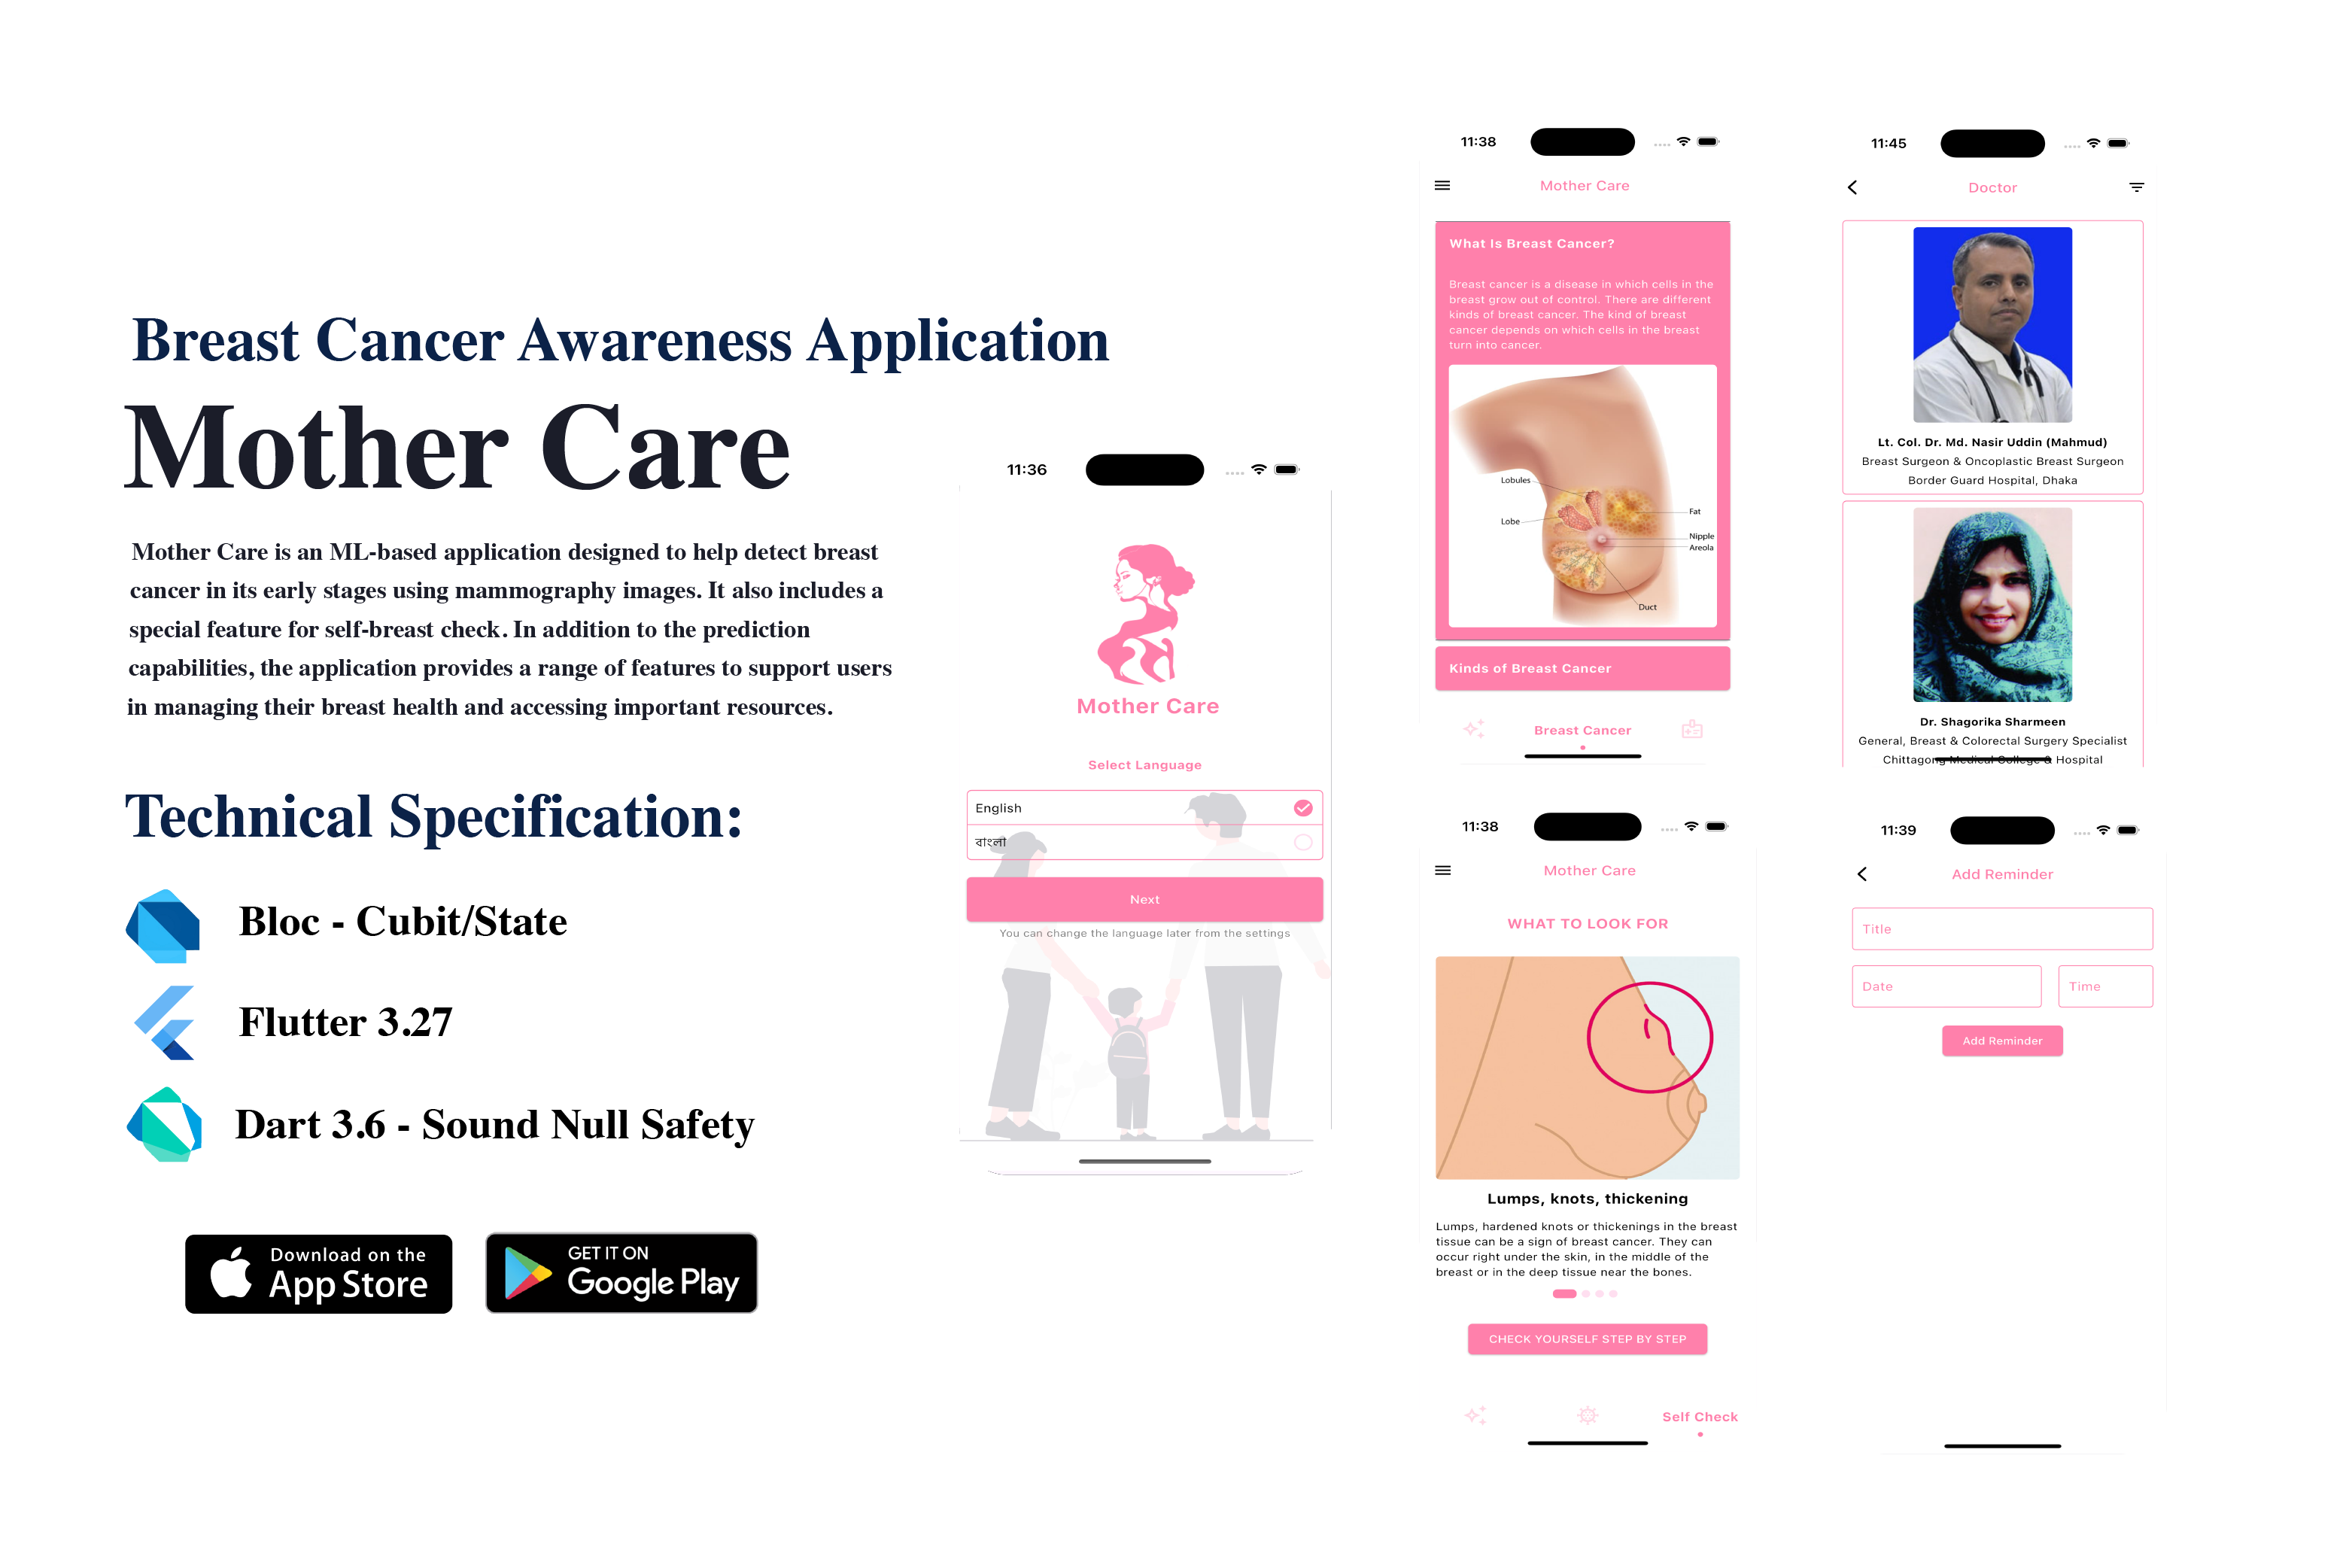 Breast Cancer Awareness Application
Mother Care
Mother Care is an ML-based application designed to help detect breast
cancer in its early stages using mammography images. It also includes a
special feature for self-breast check. In addition to the prediction
capabilities, the application provides a range of features to support users
in managing their breast health and accessing important resources.
Technical Specification:
Bloc - Cubit/State
Flutter 3.27
Dart 3.6 - Sound Null Safety
Download on the
App Store
GET IT ON
Google Play
11:36
Mother Care
Select Language
English
বাংলা
Next
You can change the language later from the settings
11:38
Mother Care
What Is Breast Cancer?
Breast cancer is a disease in which cells in the
breast grow out of control. There are different
kinds of breast cancer. The kind of breast
cancer depends on which cells in the breast
turn into cancer.
Lobules
Lobe
Fat
Nipple
Areola
Duct
Kinds of Breast Cancer
Breast Cancer
11:45
Doctor
Lt. Col. Dr. Md. Nasir Uddin (Mahmud)
Breast Surgeon & Oncoplastic Breast Surgeon
Border Guard Hospital, Dhaka
Dr. Shagorika Sharmeen
General, Breast & Colorectal Surgery Specialist
Chittagong Medical College & Hospital
11:38
Mother Care
WHAT TO LOOK FOR
Lumps, knots, thickening
Lumps, hardened knots or thickenings in the breast
tissue can be a sign of breast cancer. They can
occur right under the skin, in the middle of the
breast or in the deep tissue near the bones.
CHECK YOURSELF STEP BY STEP
Self Check
11:39
Add Reminder
Title
Date
Time
Add Reminder